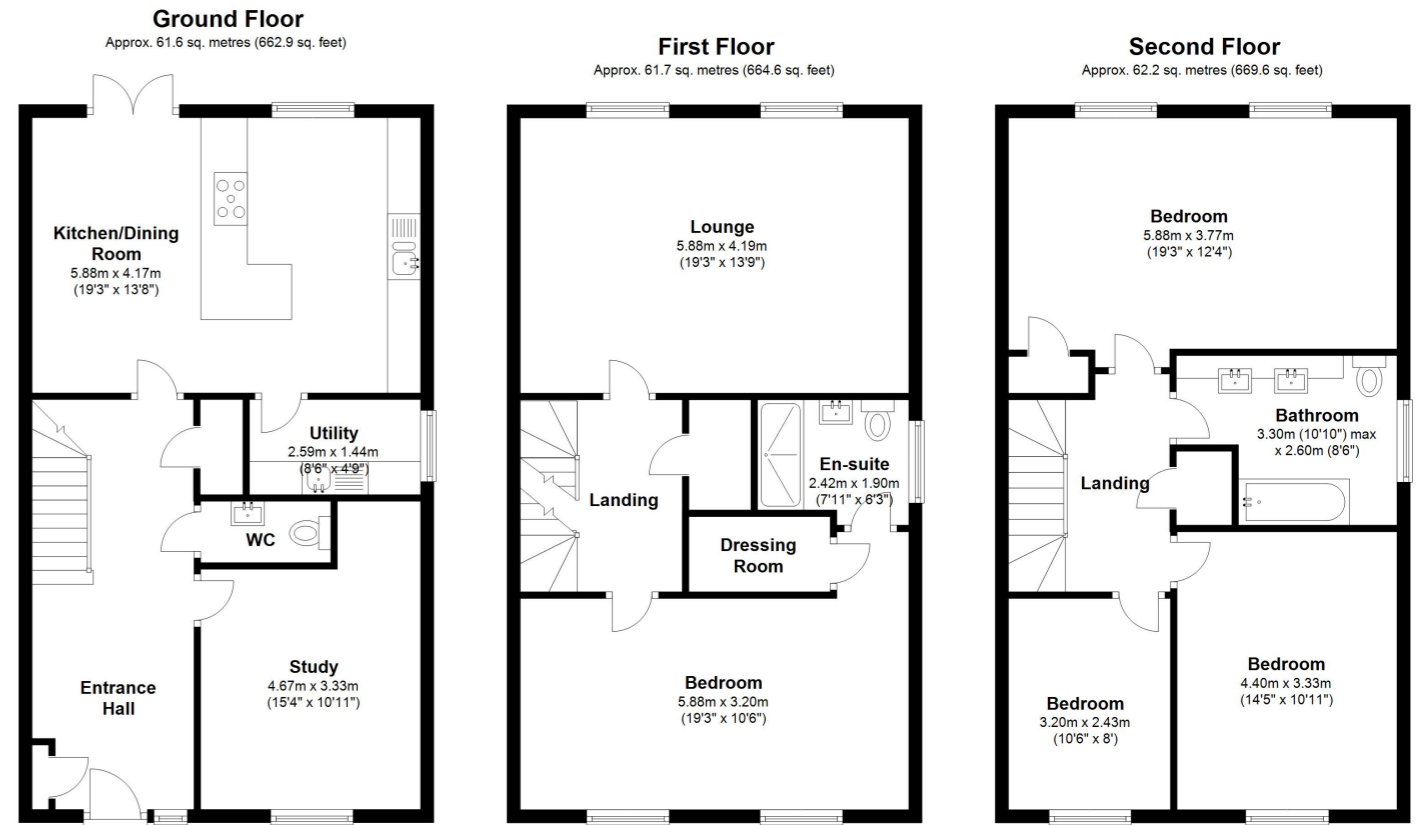 Ground Floor
Approx. 61.6 sq. metres (662.9 sq. feet)
Kitchen/Dining
Room
5.88m x 4.17m
(19'3" x 13'8")
Utility
2.59m x 1.44m
(8'6" x 4'9")
WC
Study
4.67m x 3.33m
(15'4" x 10'11")
Entrance
Hall
First Floor
Approx. 61.7 sq. metres (664.6 sq. feet)
Lounge
5.88m x 4.19m
(19'3" x 13'9")
En-suite
2.42m x 1.90m
(7'11" x 6'3")
Landing
Dressing
Room
Bedroom
5.88m x 3.20m
(19'3" x 10'6")
Second Floor
Approx. 62.2 sq. metres (669.6 sq. feet)
Bedroom
5.88m x 3.77m
(19'3" x 12'4")
Bathroom
3.30m (10'10") max
x 2.60m (8'6")
Landing
Bedroom
4.40m x 3.33m
(14'5" x 10'11")
Bedroom
3.20m x 2.43m
(10'6" x 8')